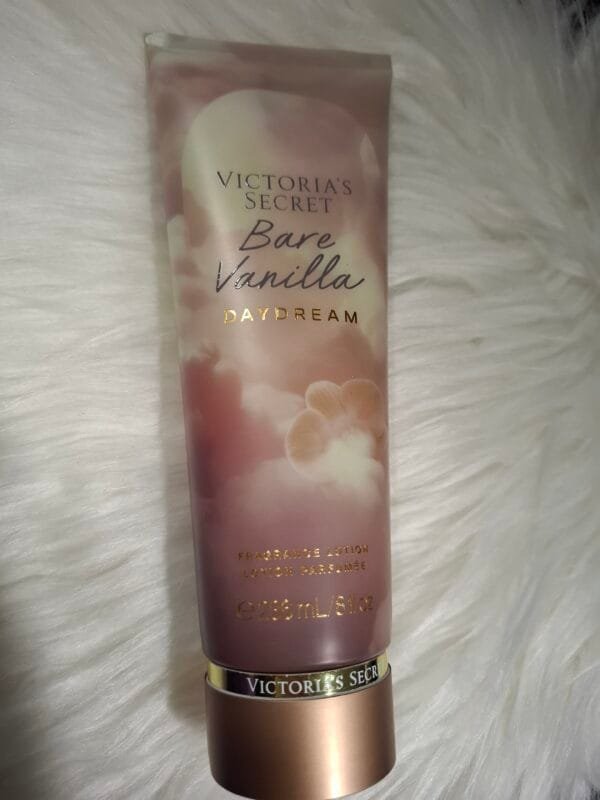 VICTORIA'S
SECRET
Bare
Vanilla
DAYDREAM
FRAGRANCE LOTION
LOTION PARFUMÉE
℮ 236 mL/8 fl oz
VICTORIA'S SECR